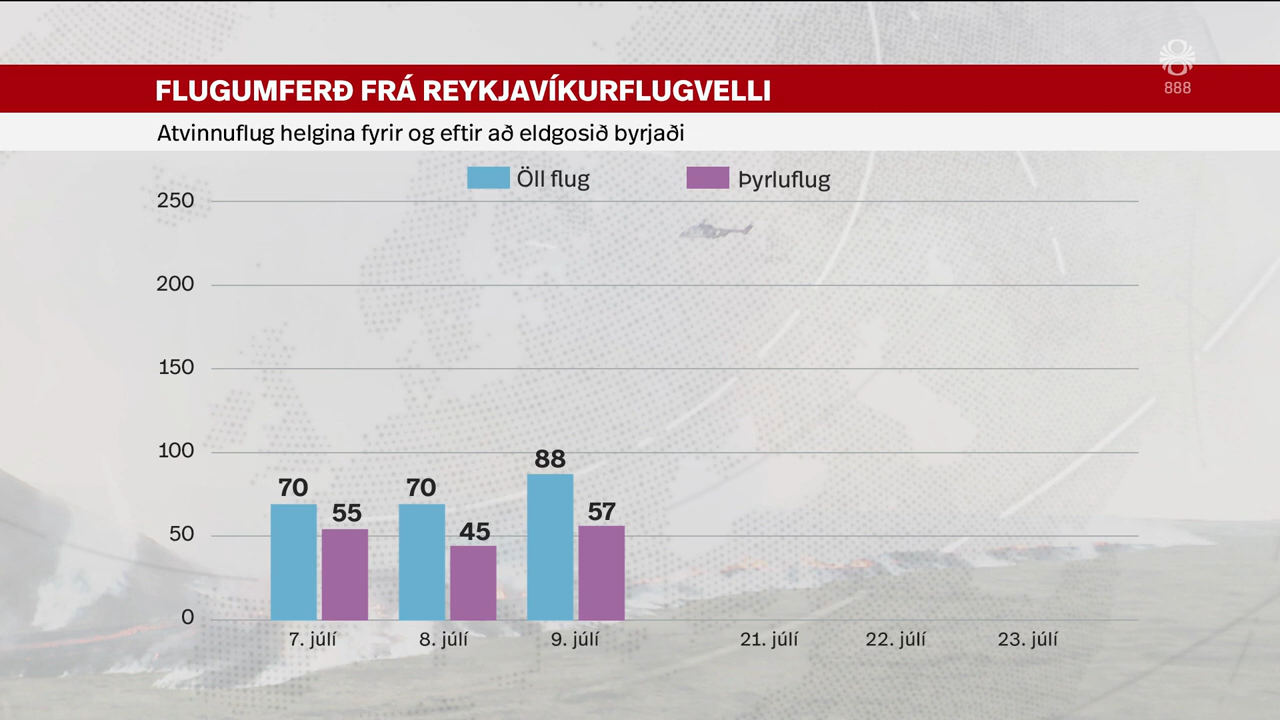 FLUGUMFERÐ FRÁ REYKJAVÍKURFLUGVELLI
888
Atvinnuflug helgina fyrir og eftir að eldgosið byrjaði
Öll flug Þyrluflug
250
200
150
100
50
0
70 55 70 45 88 57
7. júlí 8. júlí 9. júlí 21. júlí 22. júlí 23. júlí